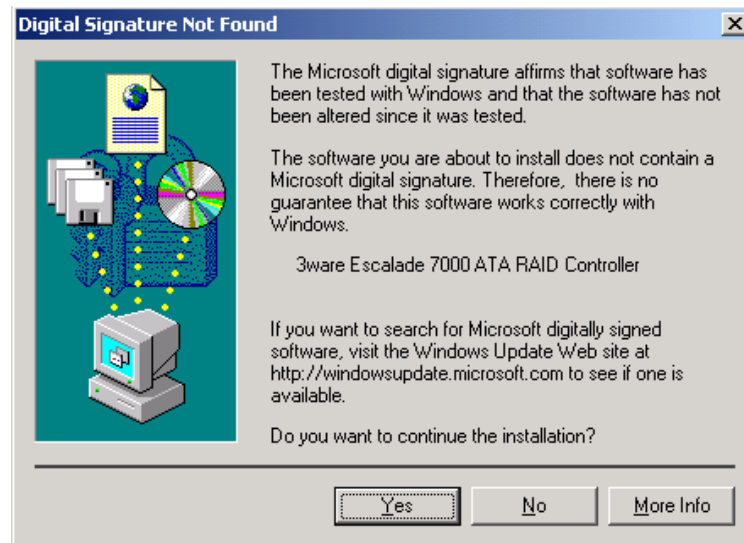 Digital Signature Not Found
The Microsoft digital signature affirms that software has
been tested with Windows and that the software has not
been altered since it was tested.
The software you are about to install does not contain a
Microsoft digital signature. Therefore, there is no
guarantee that this software works correctly with
Windows.
3ware Escalade 7000 ATA RAID Controller
If you want to search for Microsoft digitally signed
software, visit the Windows Update Web site at
http://windowsupdate.microsoft.com to see if one is
available.
Do you want to continue the installation?
Yes No More Info